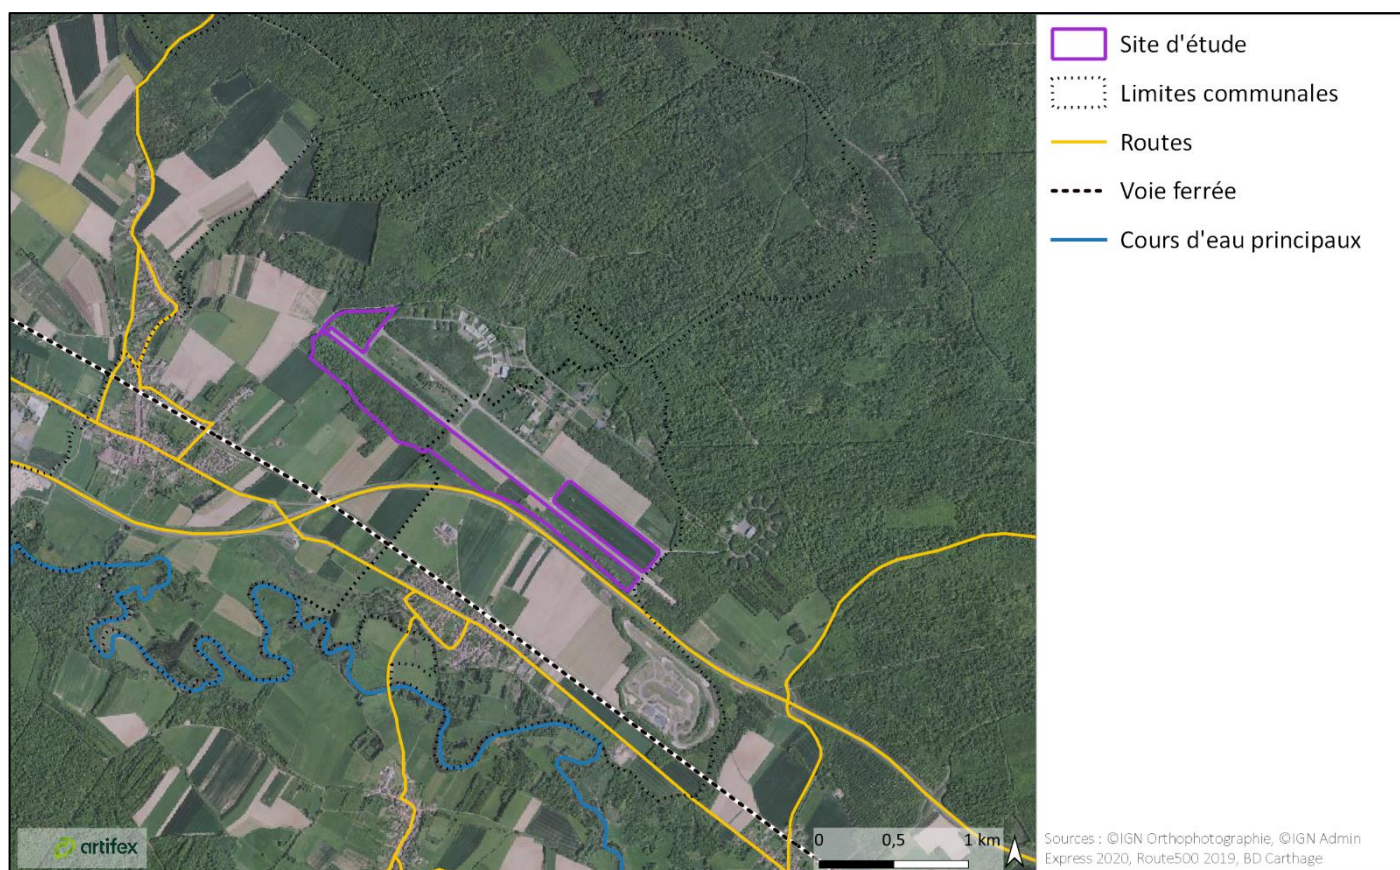 Site d'étude
Limites communales
Routes
Voie ferrée
Cours d'eau principaux
artifex
0 0,5 1 km
Sources : ©IGN Orthophotographie, ©IGN Admin
Express 2020, Route500 2019, BD Carthage